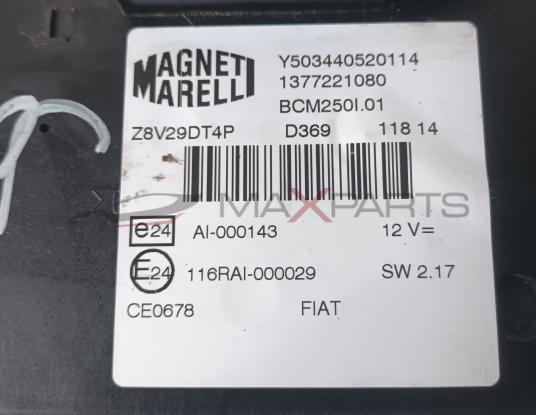 MAGNETI MARELLI
Y503440520114
1377221080
BCM250I.01
Z8V29DT4P D369 118 14
MAXPARTS
e24 AI-000143 12 V=
E24 116RAI-000029 SW 2.17
CE0678 FIAT